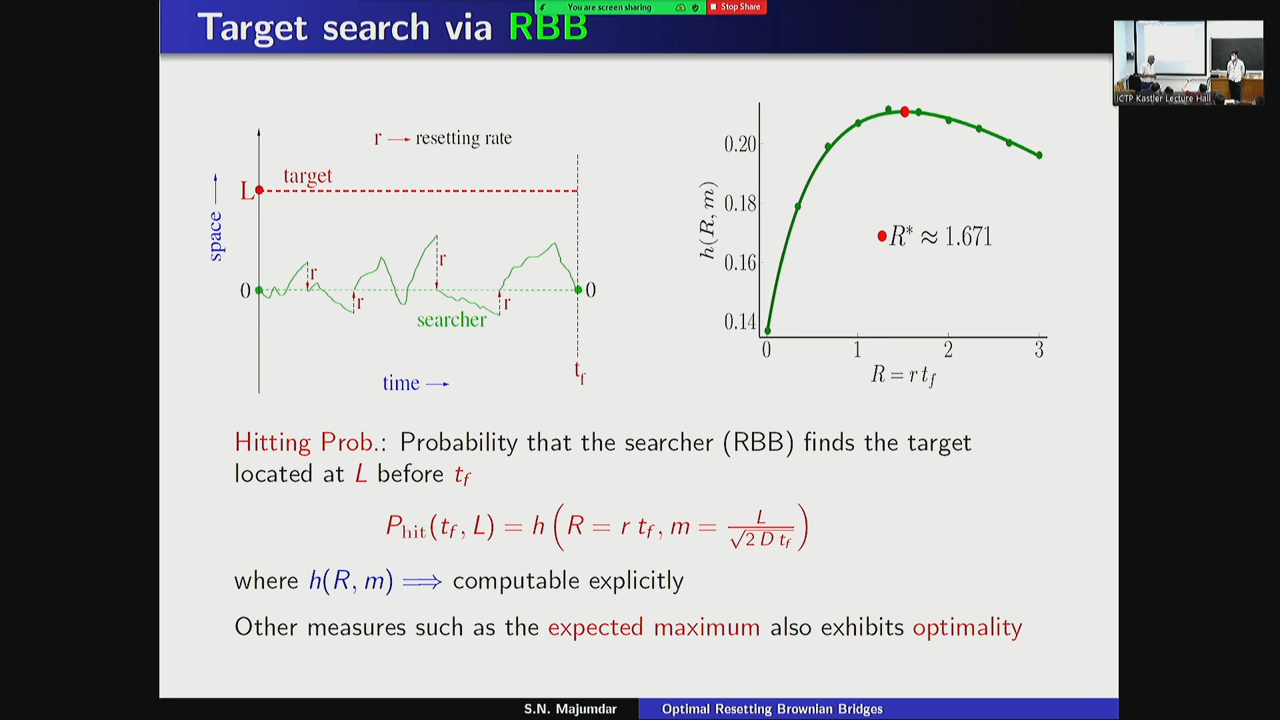 You are screen sharing
Stop Share
Target search via RBB
r → resetting rate
L
target
space →
0
r
r
r
r
searcher
0
time →
t_f
h(R, m)
0.20
0.18
0.16
0.14
R* ≈ 1.671
0 1 2 3
R = r t_f
ICTP Kastler Lecture Hall
Hitting Prob.: Probability that the searcher (RBB) finds the target
located at L before t_f
P_hit(t_f, L) = h (R = r t_f, m = L / √2 D t_f)
where h(R, m) ⟹ computable explicitly
Other measures such as the expected maximum also exhibits optimality
S.N. Majumdar Optimal Resetting Brownian Bridges